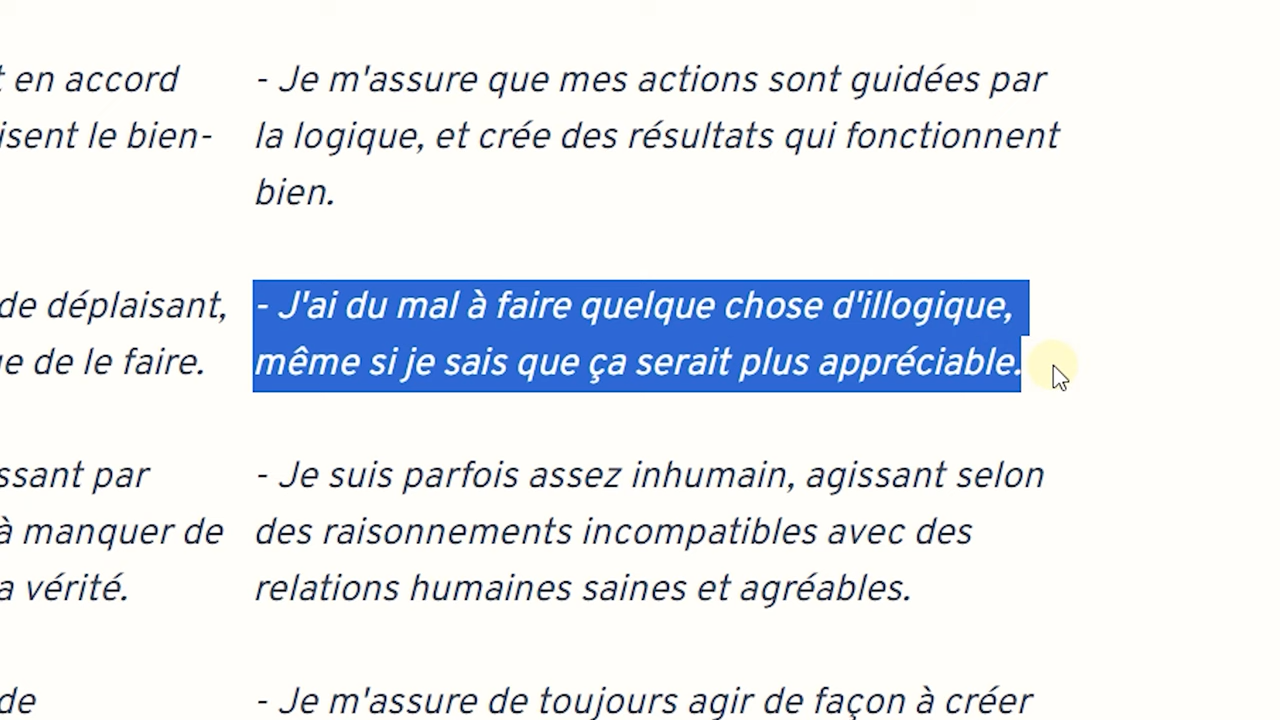 t en accord
isent le bien-
de déplaisant,
ue de le faire.
ssant par
à manquer de
a vérité.
de
- Je m'assure que mes actions sont guidées par
la logique, et crée des résultats qui fonctionnent
bien.
- J'ai du mal à faire quelque chose d'illogique,
même si je sais que ça serait plus appréciable.
- Je suis parfois assez inhumain, agissant selon
des raisonnements incompatibles avec des
relations humaines saines et agréables.
- Je m'assure de toujours agir de façon à créer